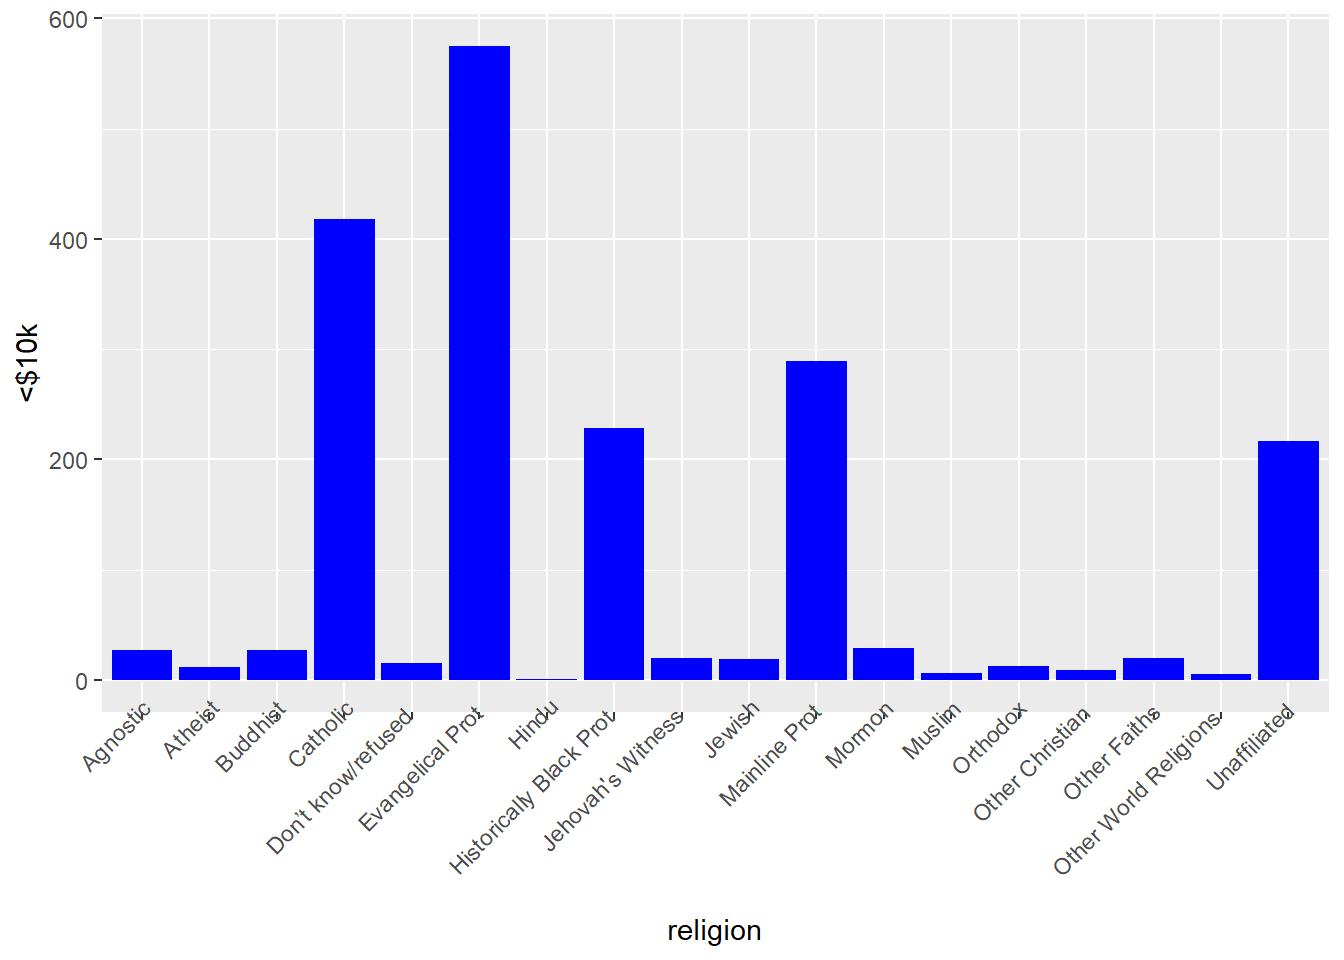 600
400
200
0
<$10k
Agnostic
Atheist
Buddhist
Catholic
Don’t know/refused
Evangelical Prot
Hindu
Historically Black Prot
Jehovah's Witness
Jewish
Mainline Prot
Mormon
Muslim
Orthodox
Other Christian
Other Faiths
Other World Religions
Unaffiliated
religion